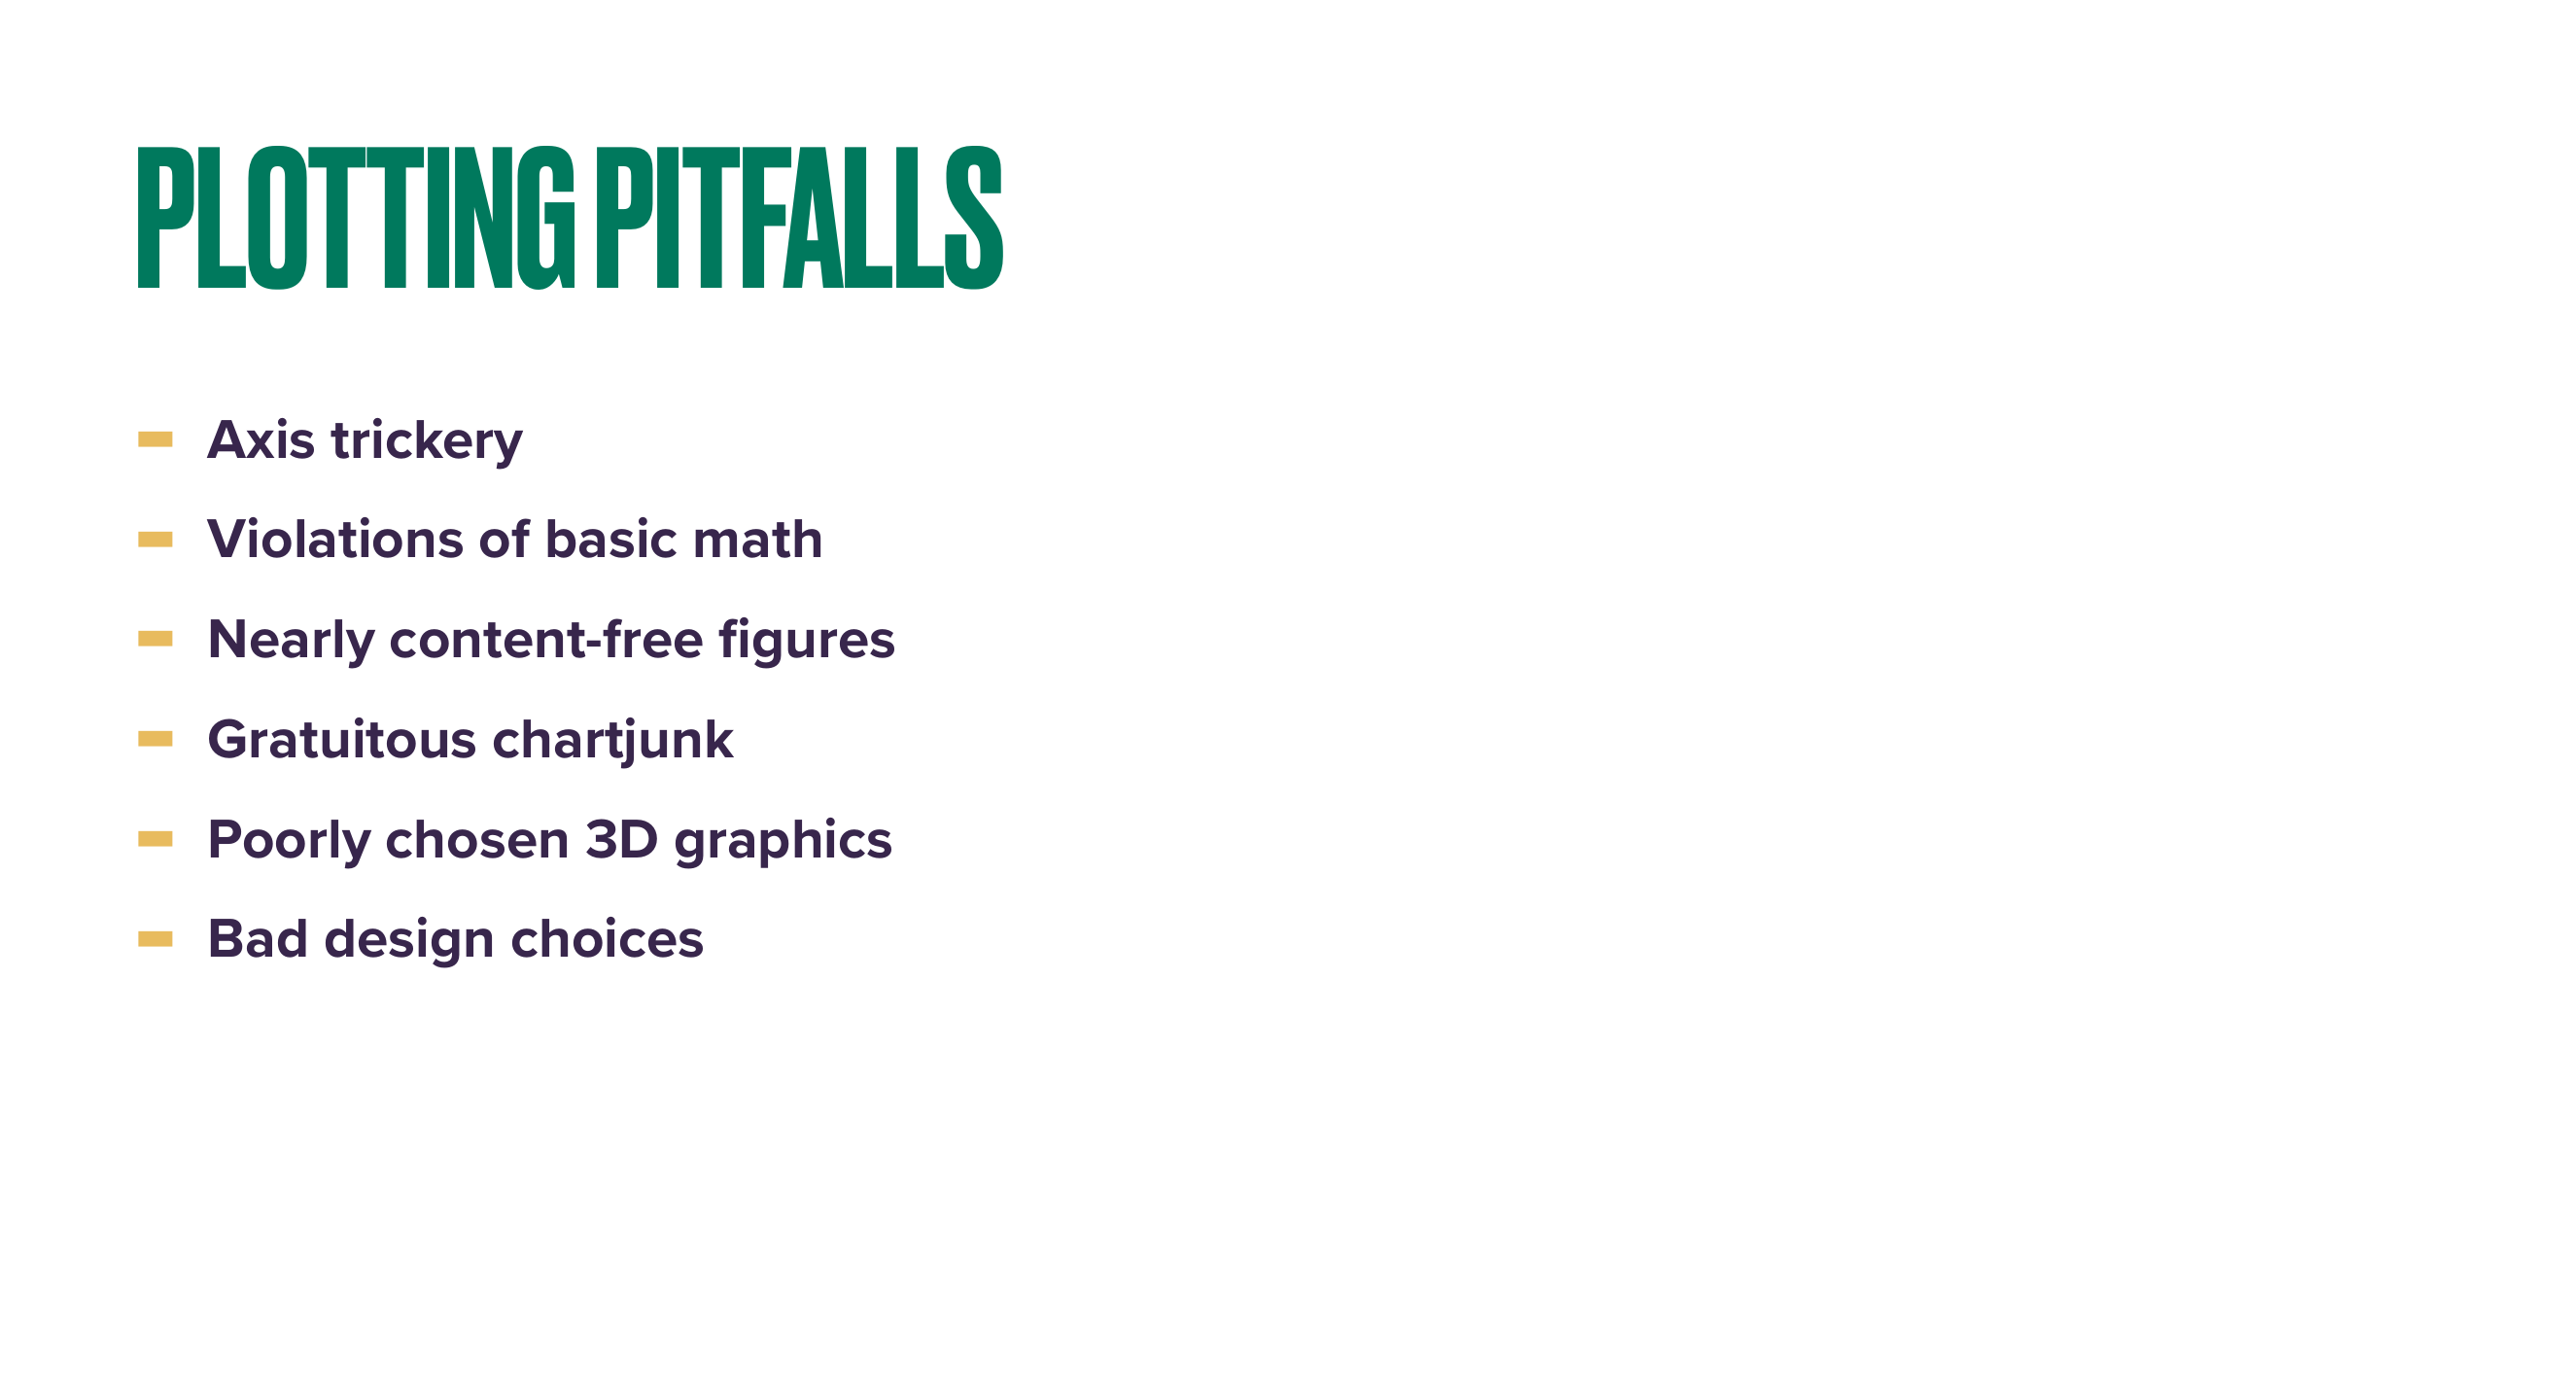 PLOTTING PITFALLS
Axis trickery
Violations of basic math
Nearly content-free figures
Gratuitous chartjunk
Poorly chosen 3D graphics
Bad design choices